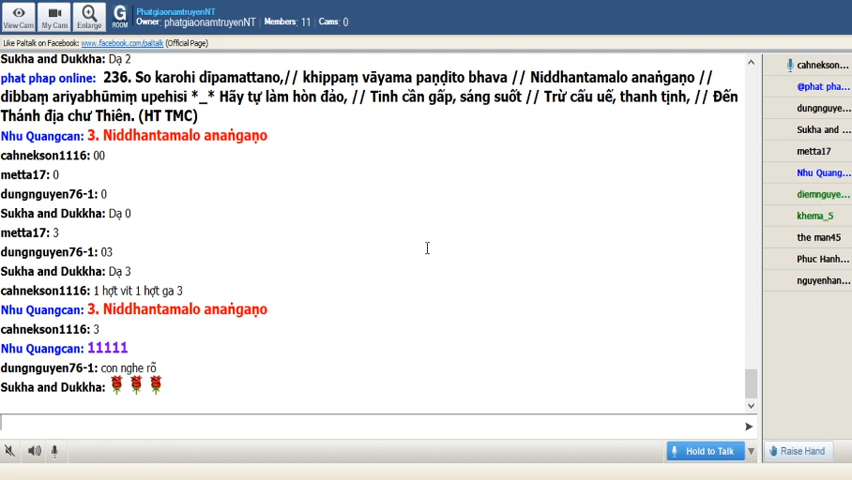 PhatgiaonamtruyenNT
Owner: phatgiaonamtruyenNT Members: 11 Cams: 0
View Cam My Cam Enlarge G ROOM
Like Paltalk on Facebook: www.facebook.com/paltalk (Official Page)
Sukha and Dukkha: Dạ 2
phat phap online: 236. So karohi dīpamattano,// khippaṃ vāyama paṇḍito bhava // Niddhantamalo anaṅgaṇo //
dibbaṃ ariyabhūmiṃ upehisi *_* Hãy tự làm hòn đảo, // Tinh cần gấp, sáng suốt // Trừ cấu uế, thanh tịnh, // Đến
Thánh địa chư Thiên. (HT TMC)
Nhu Quangcan: 3. Niddhantamalo anaṅgaṇo
cahnekson1116: 00
metta17: 0
dungnguyen76-1: 0
Sukha and Dukkha: Dạ 0
metta17: 3
dungnguyen76-1: 03
Sukha and Dukkha: Dạ 3
cahnekson1116: 1 hợt vit 1 hợt ga 3
Nhu Quangcan: 3. Niddhantamalo anaṅgaṇo
cahnekson1116: 3
Nhu Quangcan: 11111
dungnguyen76-1: con nghe rõ
Sukha and Dukkha:
cahnekson...
@phat pha...
dungnguye...
Sukha and ...
metta17
Nhu Quang...
diemnguye...
khema_5
the man45
Phuc Hanh...
nguyenhan...
Hold to Talk
Raise Hand